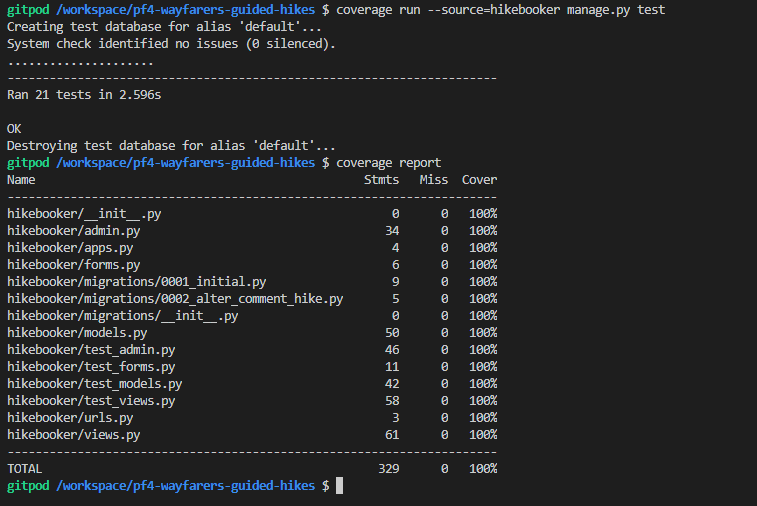 gitpod /workspace/pf4-wayfarers-guided-hikes $ coverage run --source=hikebooker manage.py test
Creating test database for alias 'default'...
System check identified no issues (0 silenced).
.....................
----------------------------------------------------------------------
Ran 21 tests in 2.596s

OK
Destroying test database for alias 'default'...
gitpod /workspace/pf4-wayfarers-guided-hikes $ coverage report
Name                                               Stmts   Miss  Cover
----------------------------------------------------------------------
hikebooker/__init__.py                                 0      0   100%
hikebooker/admin.py                                   34      0   100%
hikebooker/apps.py                                     4      0   100%
hikebooker/forms.py                                    6      0   100%
hikebooker/migrations/0001_initial.py                  9      0   100%
hikebooker/migrations/0002_alter_comment_hike.py       5      0   100%
hikebooker/migrations/__init__.py                      0      0   100%
hikebooker/models.py                                  50      0   100%
hikebooker/test_admin.py                              46      0   100%
hikebooker/test_forms.py                              11      0   100%
hikebooker/test_models.py                             42      0   100%
hikebooker/test_views.py                              58      0   100%
hikebooker/urls.py                                     3      0   100%
hikebooker/views.py                                   61      0   100%
----------------------------------------------------------------------
TOTAL                                                329      0   100%
gitpod /workspace/pf4-wayfarers-guided-hikes $